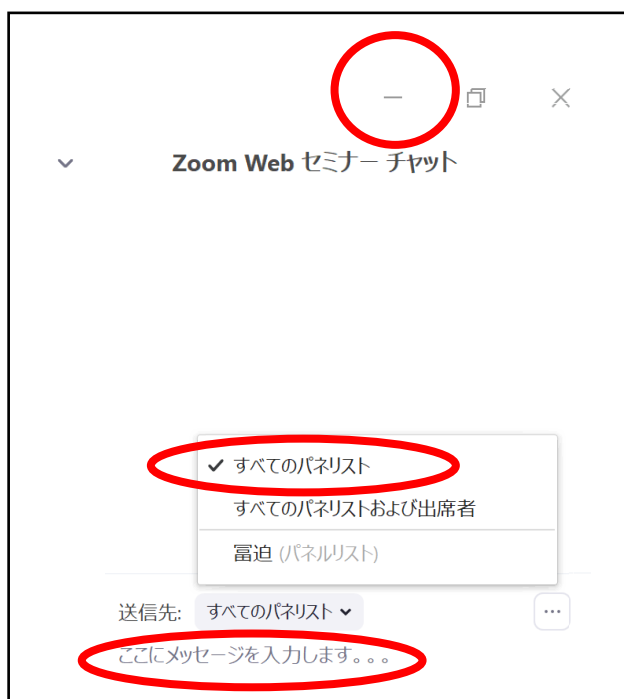 Zoom Web セミナー チャット
すべてのパネリスト
すべてのパネリストおよび出席者
冨迫 (パネルリスト)
送信先: すべてのパネリスト
ここにメッセージを入力します。。。